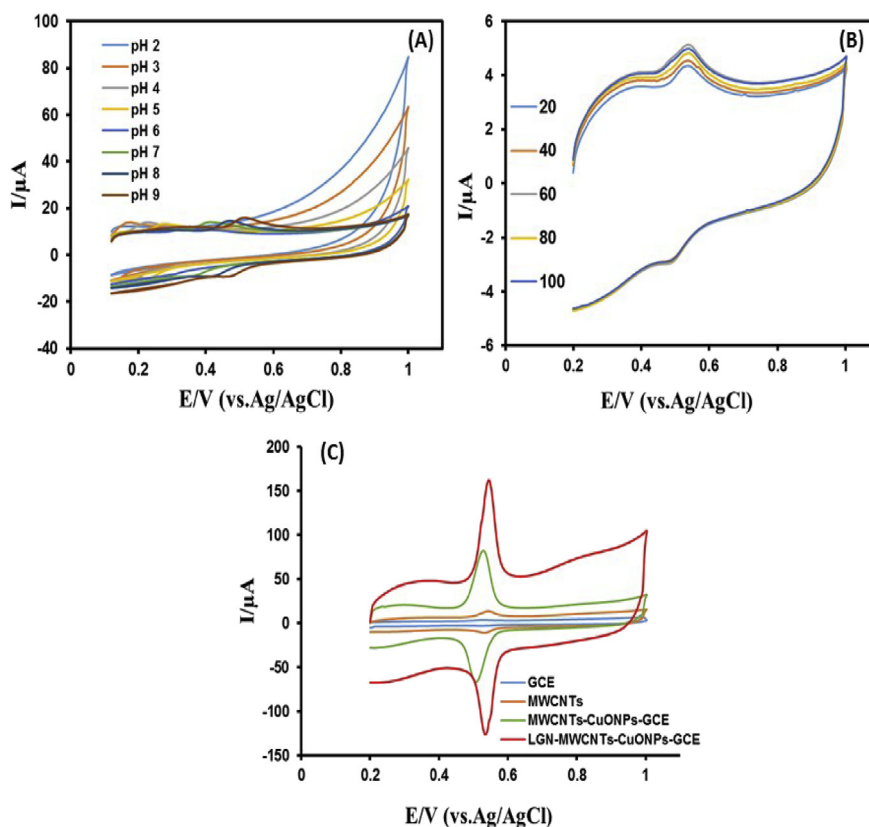 (A)
100
80
60
40
20
0
-20
-40
I/µA
pH 2
pH 3
pH 4
pH 5
pH 6
pH 7
pH 8
pH 9
0 0.2 0.4 0.6 0.8 1
E/V (vs.Ag/AgCl)
(B)
6
4
2
0
-2
-4
-6
I/µA
20
40
60
80
100
0 0.2 0.4 0.6 0.8 1
E/V (vs.Ag/AgCl)
(C)
200
150
100
50
0
-50
-100
-150
I/µA
GCE
MWCNTs
MWCNTs-CuONPs-GCE
LGN-MWCNTs-CuONPs-GCE
0 0.2 0.4 0.6 0.8 1
E/V (vs.Ag/AgCl)